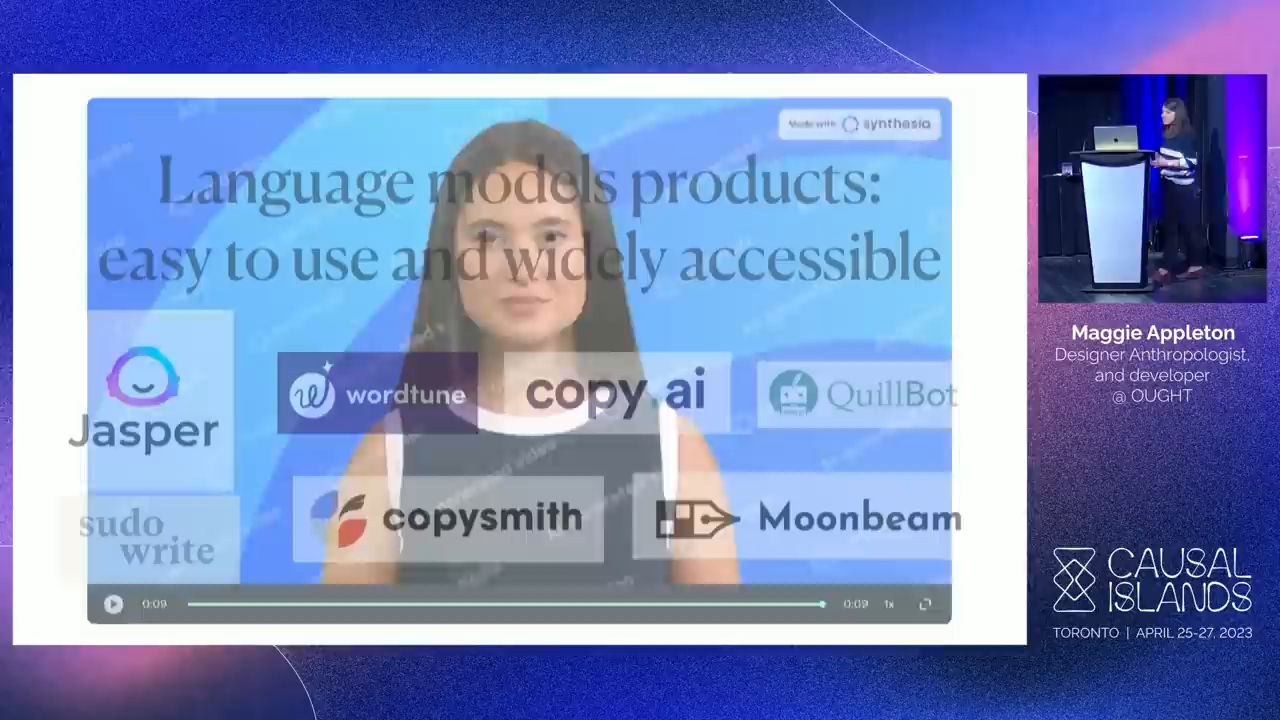 Made with synthesia
Language models products:
easy to use and widely accessible
Jasper
wordtune
copy.ai
QuillBot
sudo
write
copysmith
Moonbeam
0:09
0:09
1x
Maggie Appleton
Designer Anthropologist,
and developer
@ OUGHT
CAUSAL
ISLANDS
TORONTO | APRIL 25-27, 2023